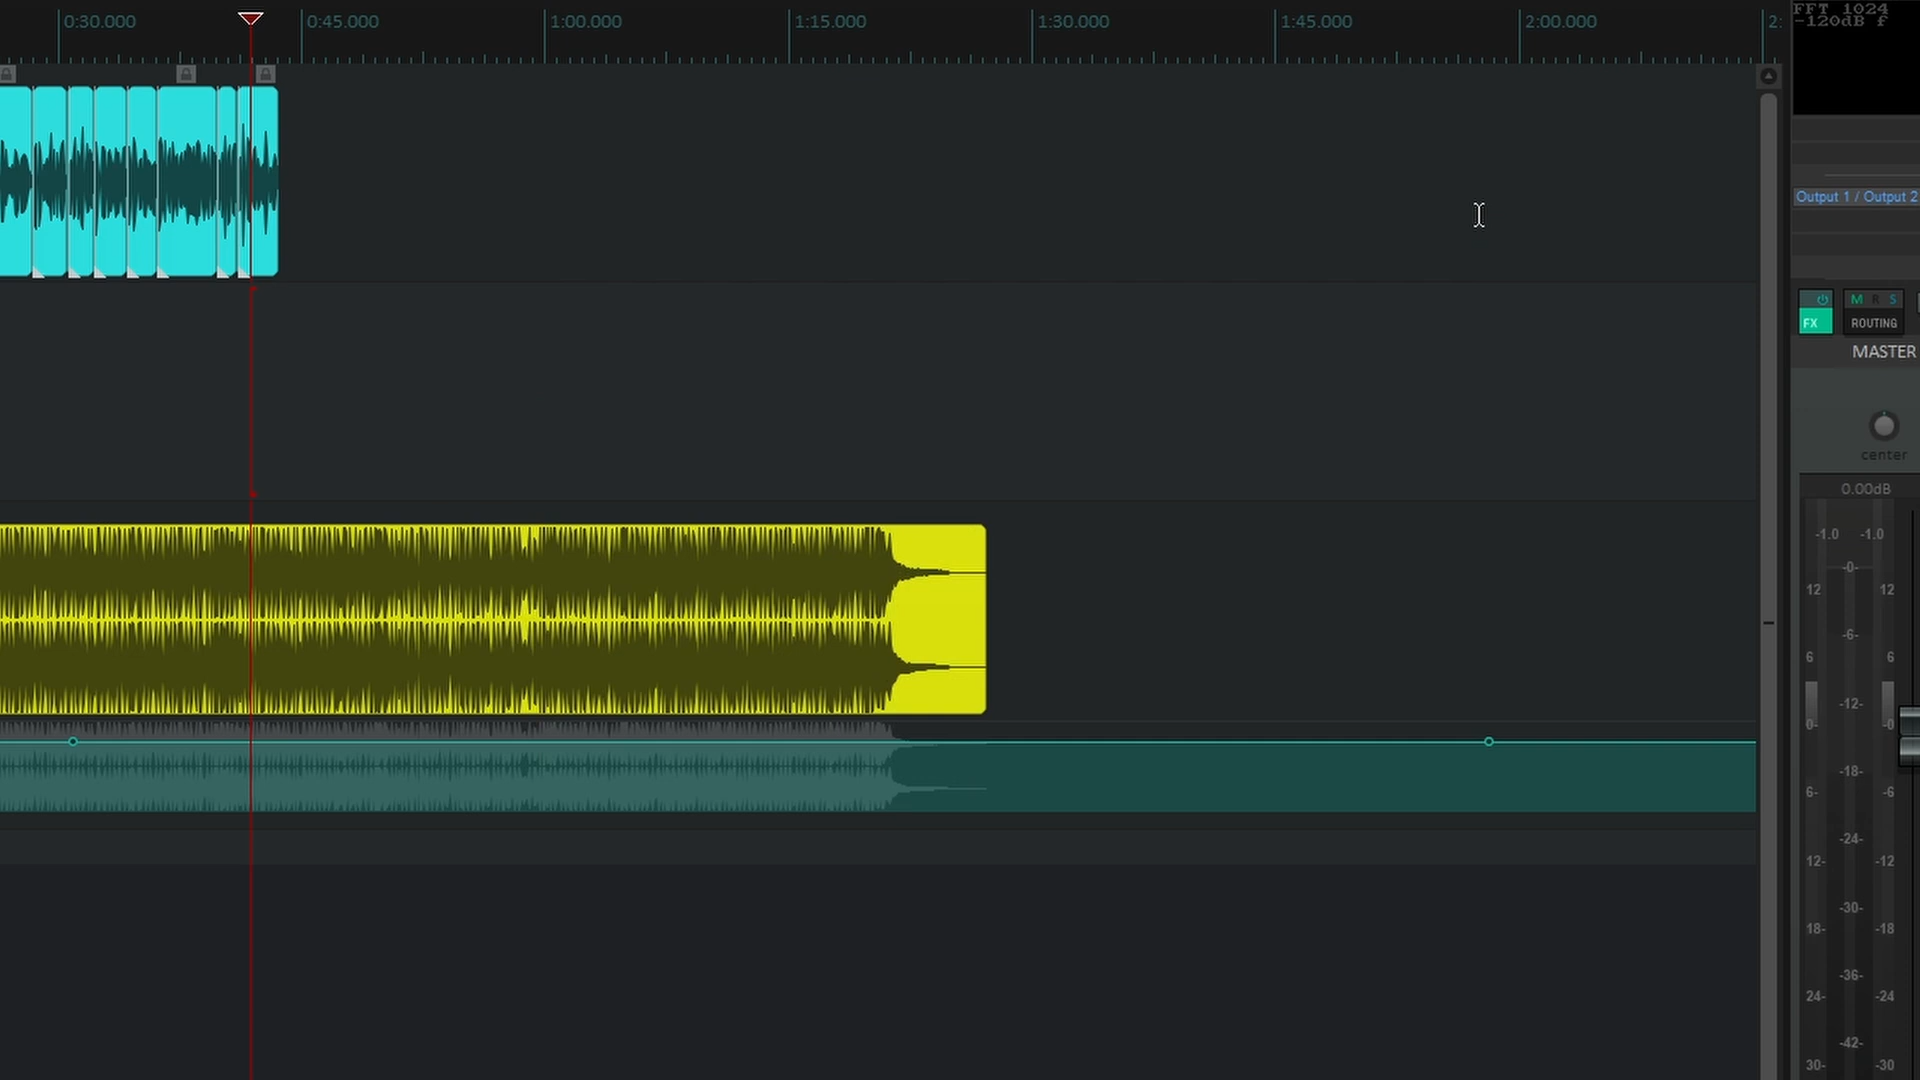 0:30.000 0:45.000 1:00.000 1:15.000 1:30.000 1:45.000 2:00.000 2:
FFT 1024
-120dB f
Output 1 / Output 2
M R S
FX ROUTING
MASTER
center
0.00dB
-1.0 -1.0
-0-
12 12
-6-
6 6
-12-
0- -0
-18-
6- -6
-24-
12- -12
-30-
18- -18
-36-
24- -24
-42-
30- -30